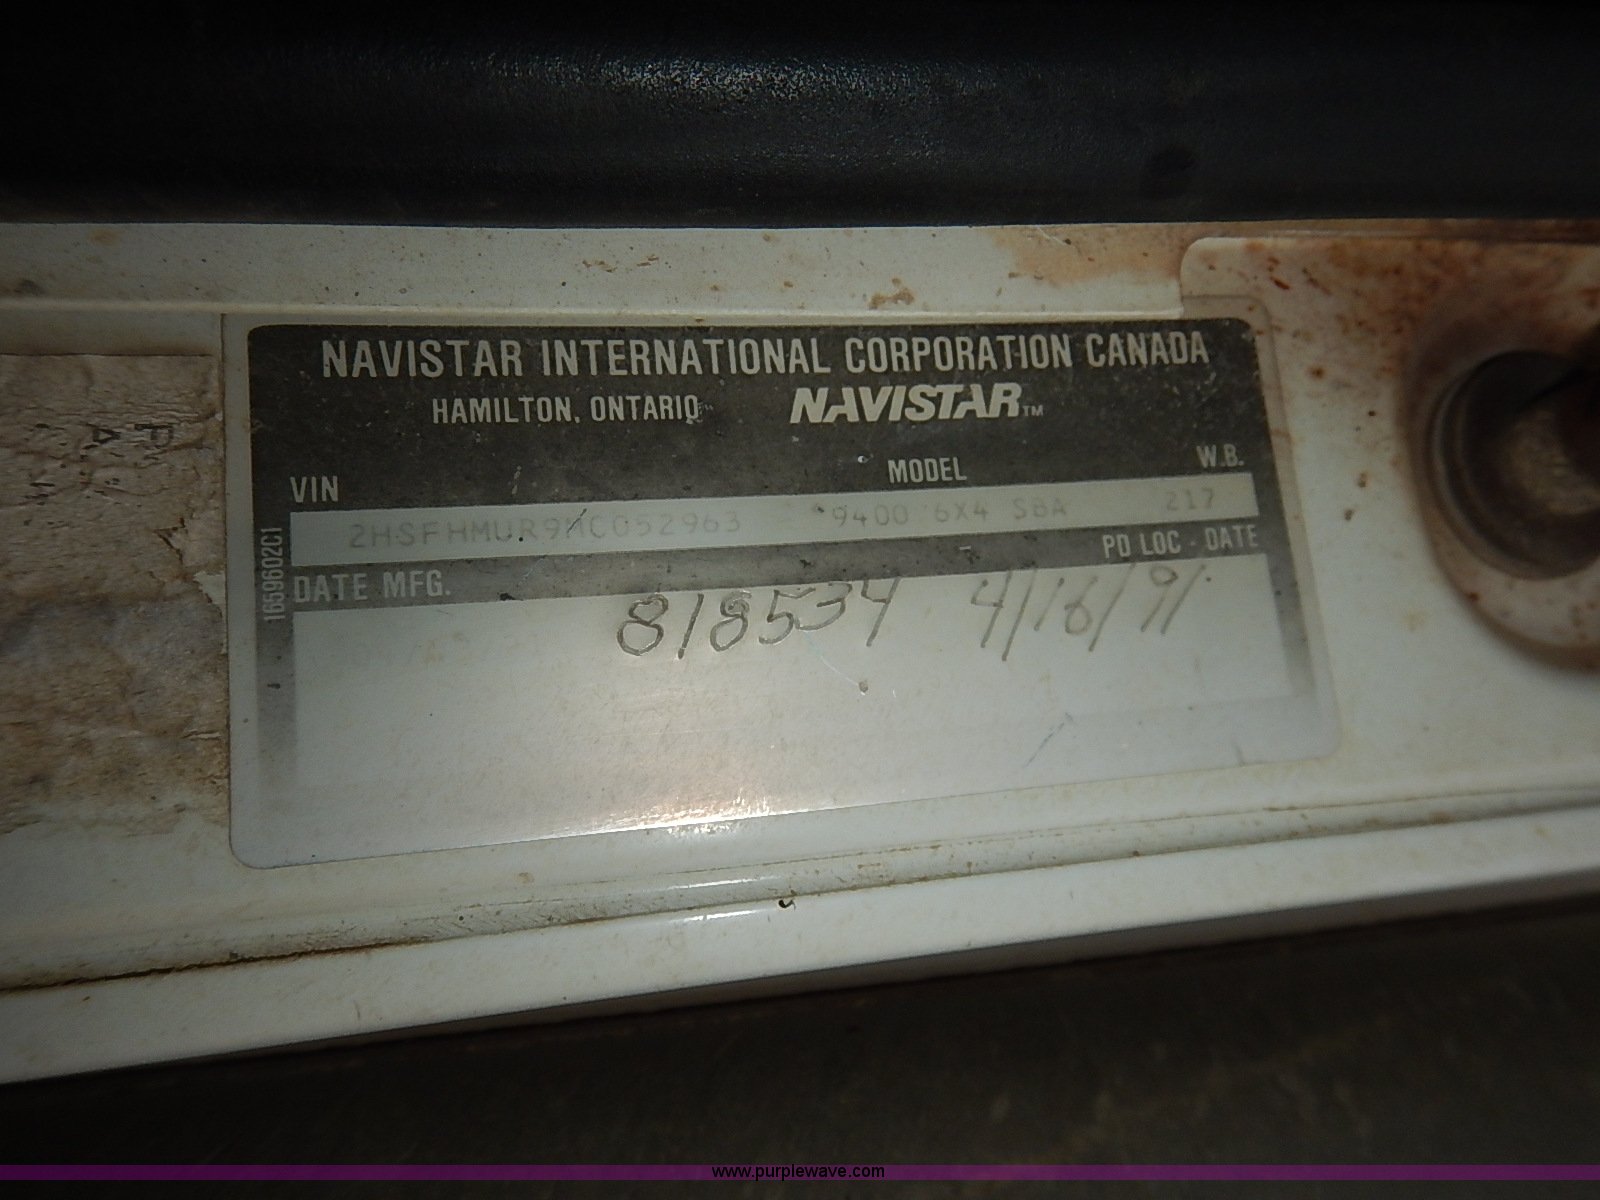 NAVISTAR INTERNATIONAL CORPORATION CANADA
HAMILTON, ONTARIO NAVISTAR™
VIN MODEL W.B.
2HSFHMUR9MC052963 9400 6X4 SBA 217
DATE MFG. PD LOC - DATE
818534 4/16/91
1659602C1
www.purplewave.com